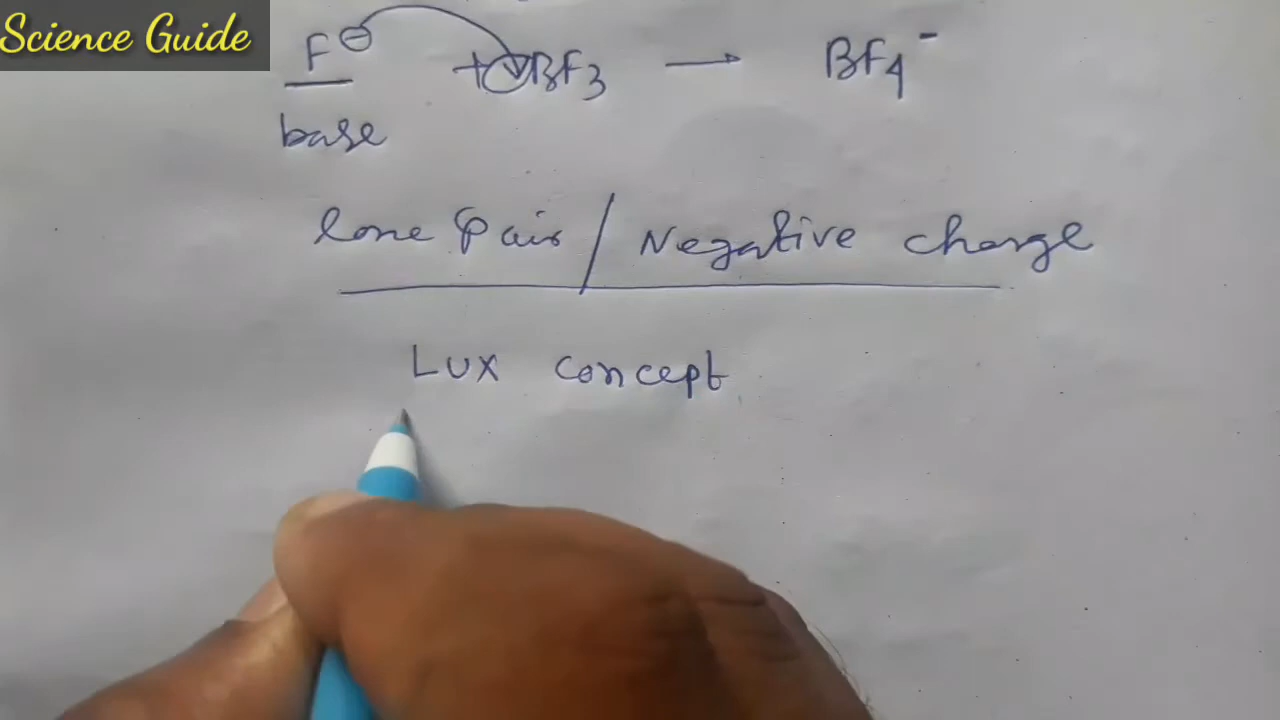 Science Guide
F⊖ + BF3 → BF4⁻
base
lone Pair / Negative charge
Lux concept